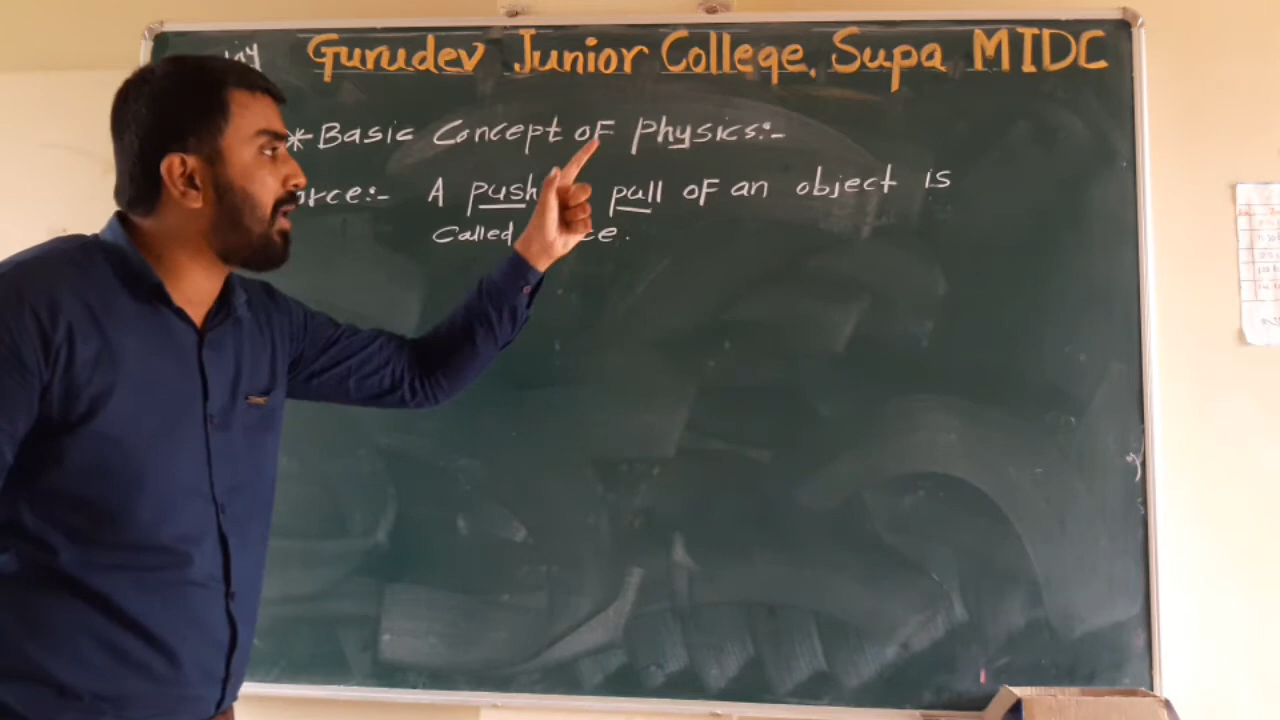 Gurudev Junior College, Supa MIDC
* Basic Concept of Physics:-
A push pull of an object is
Called